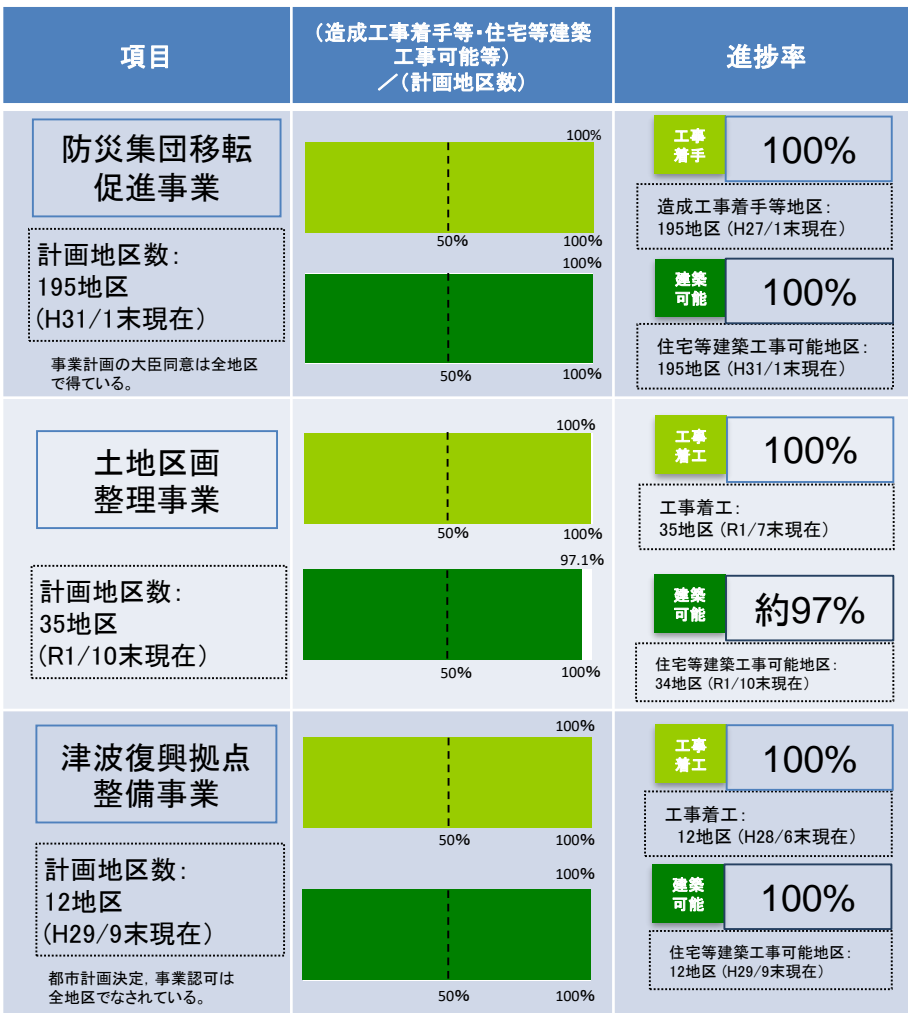 項目
(造成工事着手等・住宅等建築
工事可能等)
／(計画地区数)
進捗率
防災集団移転
促進事業
計画地区数:
195地区
(H31/1末現在)
事業計画の大臣同意は全地区
で得ている。
100%
50%
100%
100%
50%
100%
工事
着手
100%
造成工事着手等地区:
195地区 (H27/1末現在)
建築
可能
100%
住宅等建築工事可能地区:
195地区 (H31/1末現在)
土地区画
整理事業
計画地区数:
35地区
(R1/10末現在)
100%
50%
100%
97.1%
50%
100%
工事
着工
100%
工事着工:
35地区 (R1/7末現在)
建築
可能
約97%
住宅等建築工事可能地区:
34地区 (R1/10末現在)
津波復興拠点
整備事業
計画地区数:
12地区
(H29/9末現在)
都市計画決定, 事業認可は
全地区でなされている。
100%
50%
100%
100%
50%
100%
工事
着工
100%
工事着工:
12地区 (H28/6末現在)
建築
可能
100%
住宅等建築工事可能地区:
12地区 (H29/9末現在)